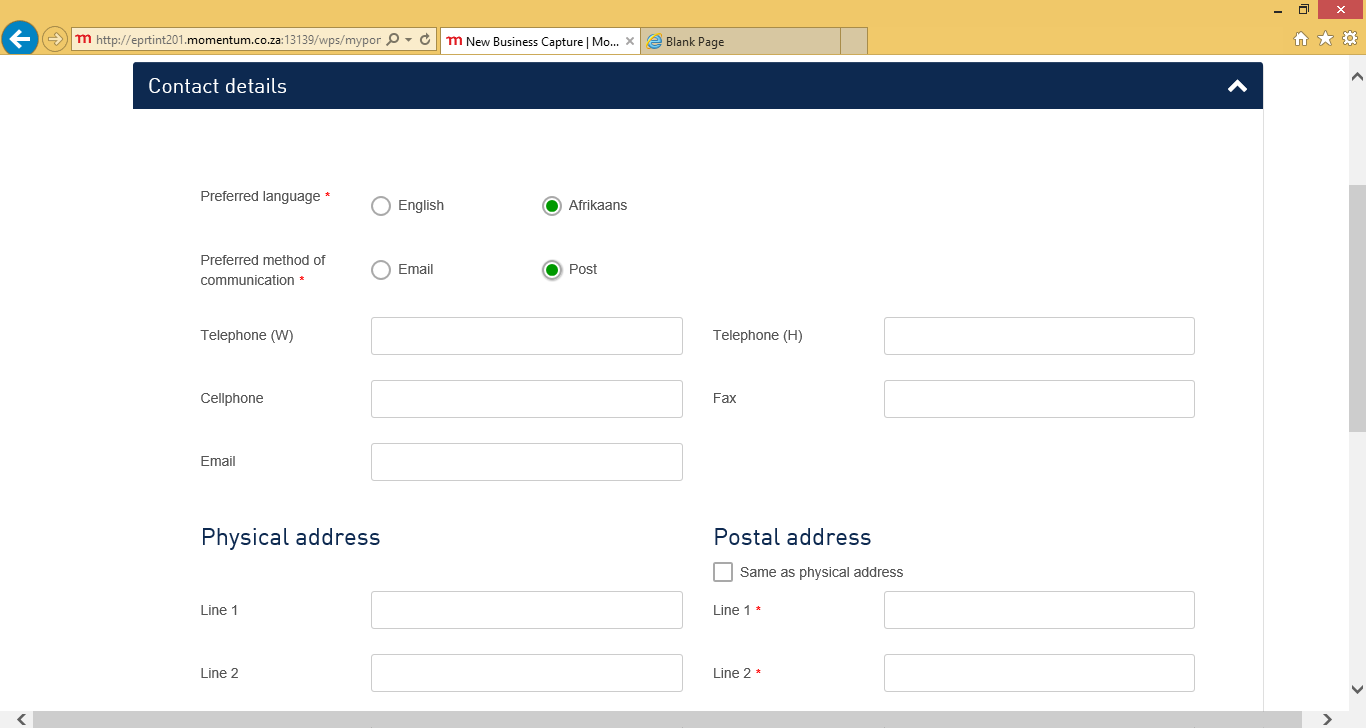 http://eprtint201.momentum.co.za:13139/wps/mypor
m New Business Capture | Mo...
Blank Page
Contact details
Preferred language *
English
Afrikaans
Preferred method of
communication *
Email
Post
Telephone (W)
Telephone (H)
Cellphone
Fax
Email
Physical address
Postal address
Same as physical address
Line 1
Line 1 *
Line 2
Line 2 *